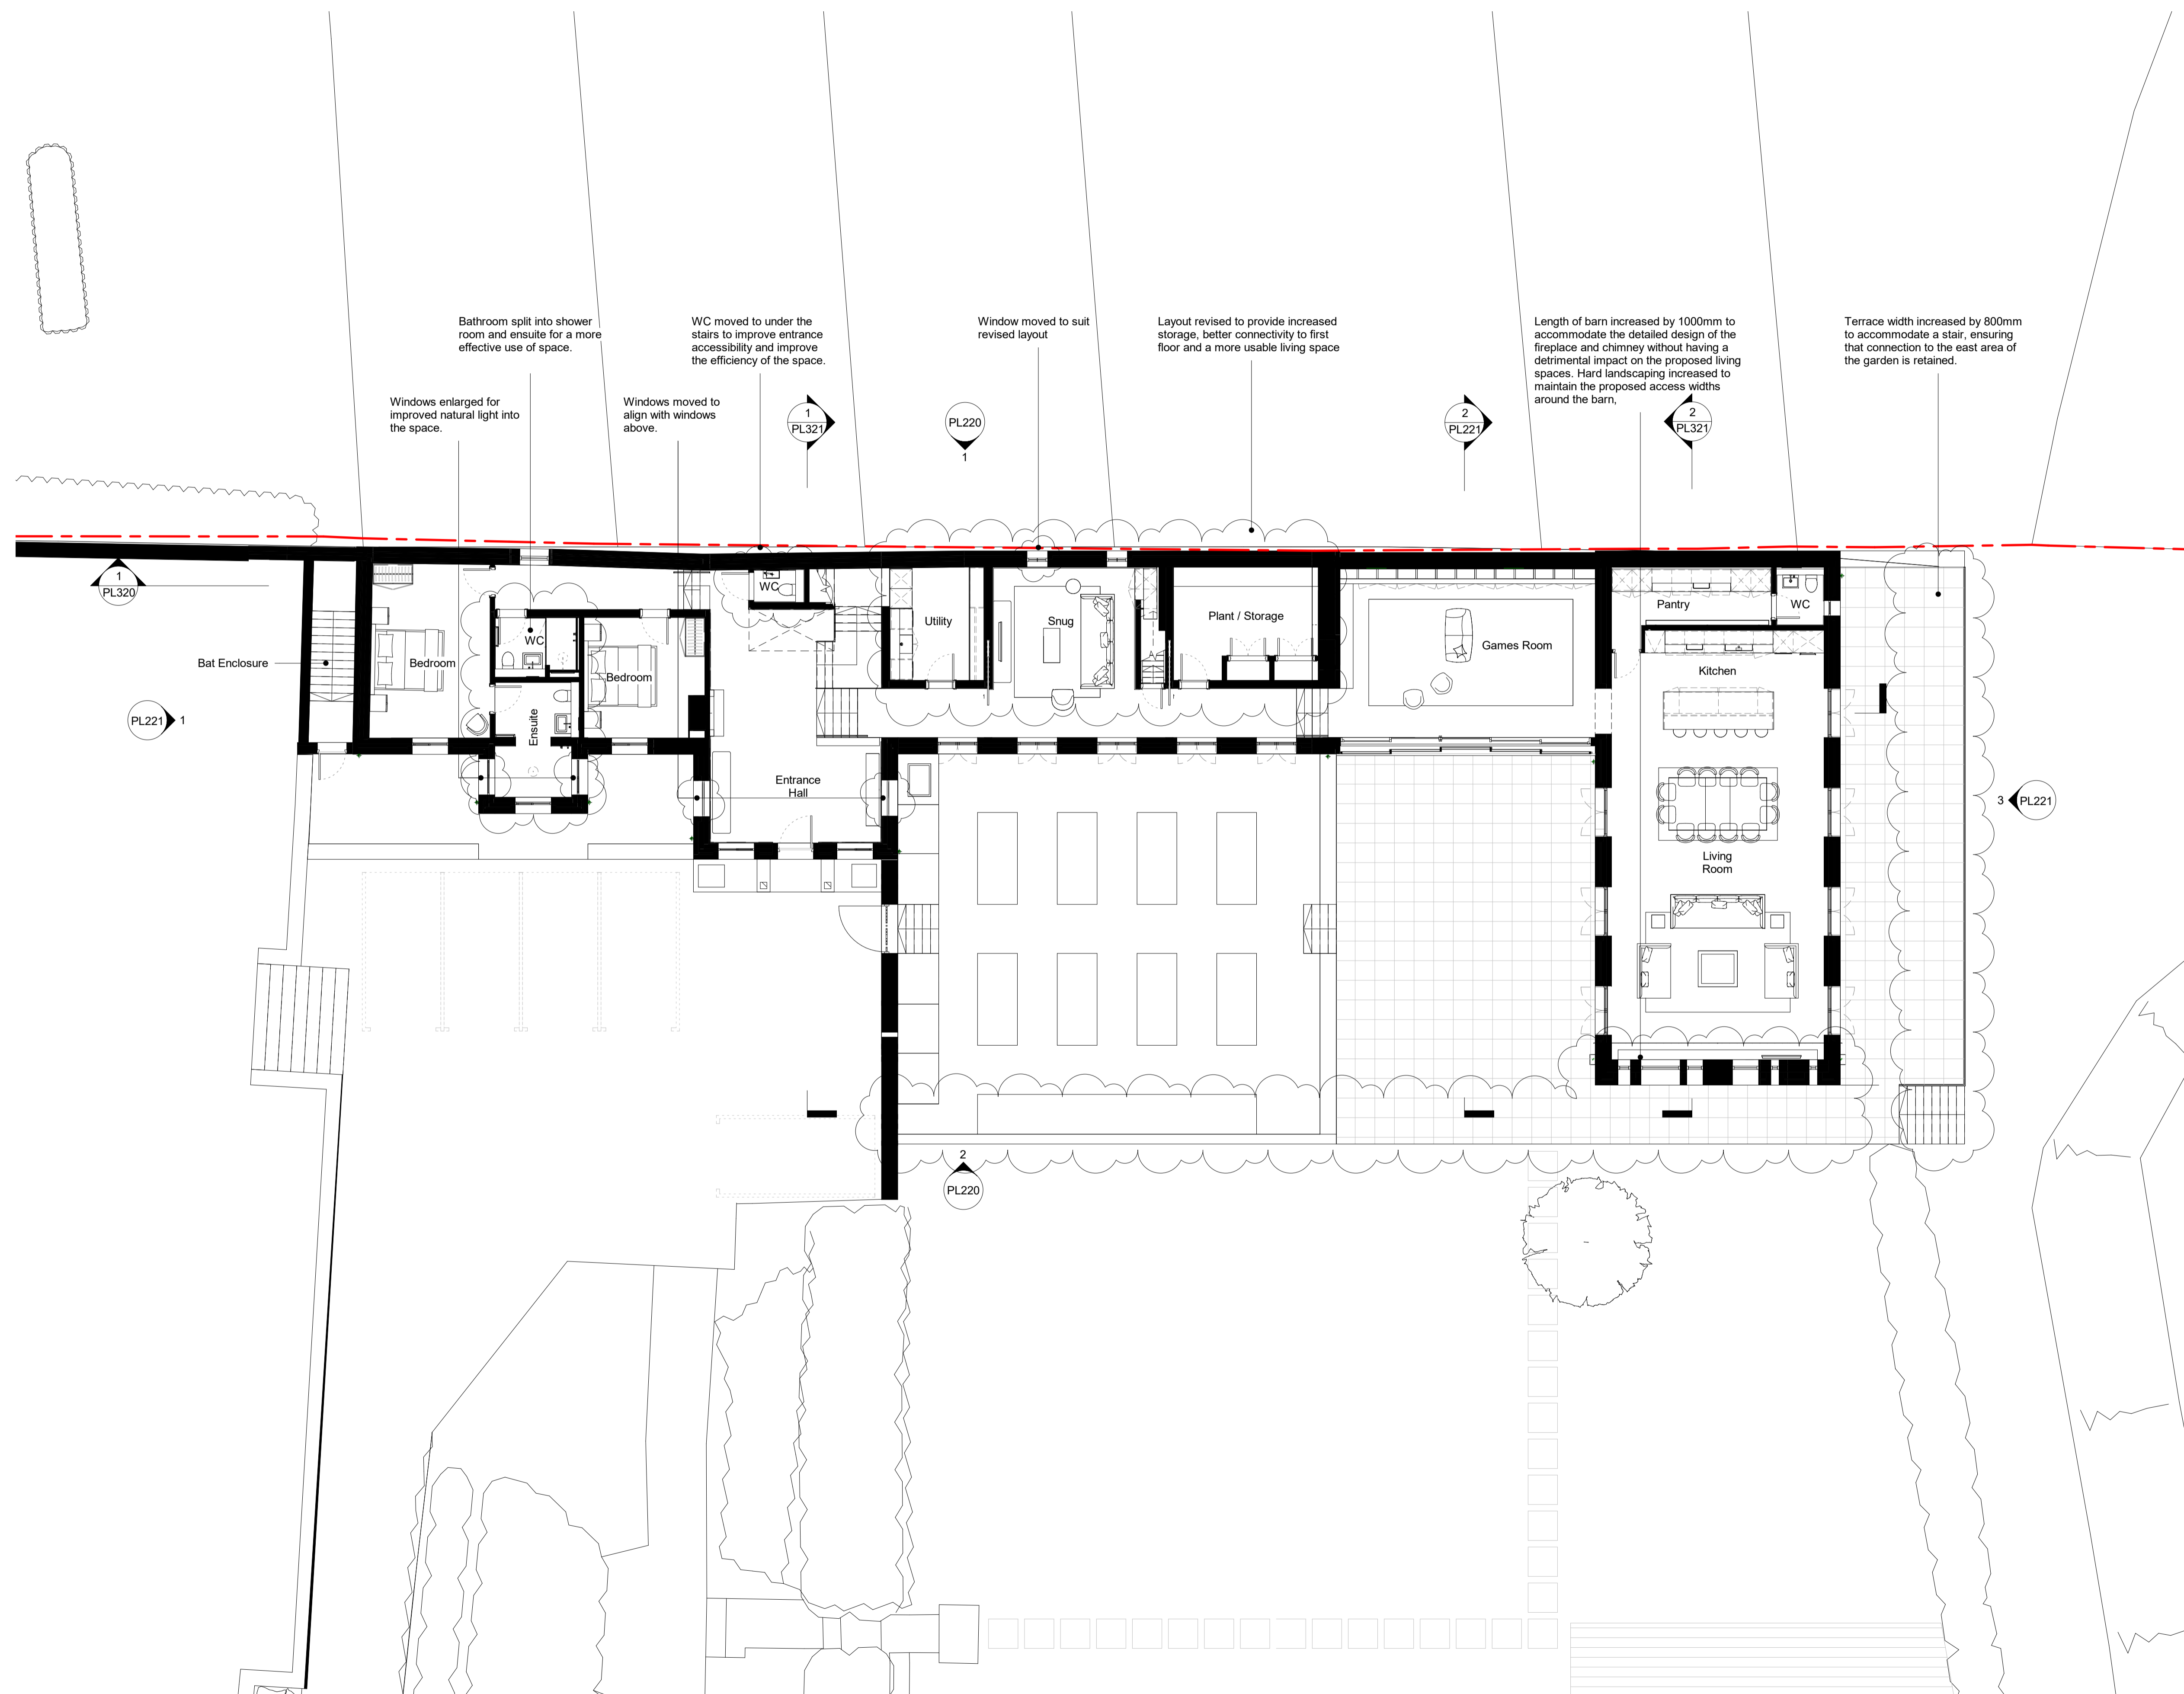 Bathroom split into shower
room and ensuite for a more
effective use of space.
WC moved to under the
stairs to improve entrance
accessibility and improve
the efficiency of the space.
Window moved to suit
revised layout
Layout revised to provide increased
storage, better connectivity to first
floor and a more usable living space
Length of barn increased by 1000mm to
accommodate the detailed design of the
fireplace and chimney without having a
detrimental impact on the proposed living
spaces. Hard landscaping increased to
maintain the proposed access widths
around the barn,
Terrace width increased by 800mm
to accommodate a stair, ensuring
that connection to the east area of
the garden is retained.
Windows enlarged for
improved natural light into
the space.
Windows moved to
align with windows
above.
1
PL321
PL220
1
2
PL221
2
PL321
1
PL320
WC
WC
Pantry
WC
Utility
Snug
Plant / Storage
Games Room
Kitchen
Bat Enclosure
Bedroom
Bedroom
Ensuite
PL221 1
Entrance
Hall
3 PL221
Living
Room
2
PL220